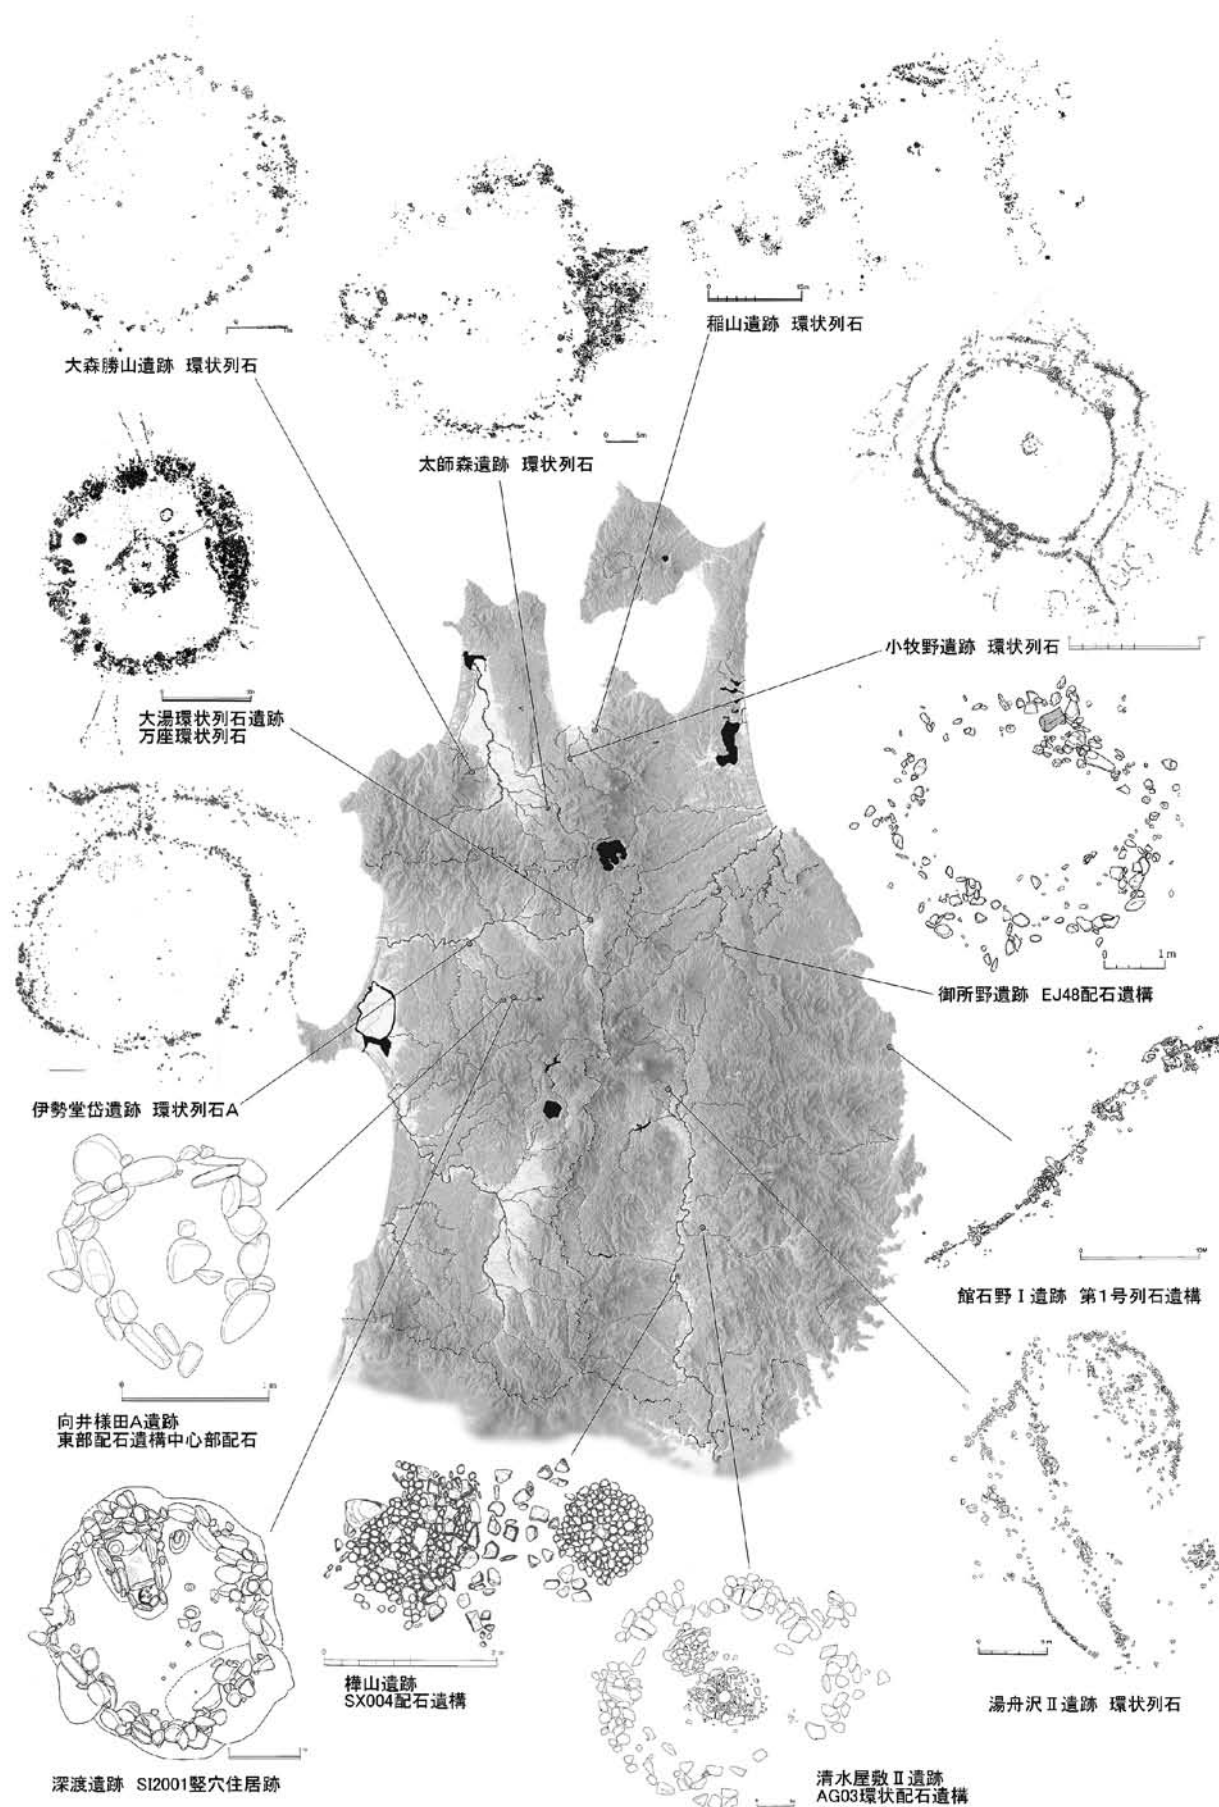 大森勝山遺跡 環状列石
0 5m
太師森遺跡 環状列石
稲山遺跡 環状列石
小牧野遺跡 環状列石
大湯環状列石遺跡
万座環状列石
0 1m
御所野遺跡 EJ48配石遺構
伊勢堂岱遺跡 環状列石A
館石野Ⅰ遺跡 第1号列石遺構
向井様田A遺跡
東部配石遺構中心部配石
樺山遺跡
SX004配石遺構
湯舟沢Ⅱ遺跡 環状列石
深渡遺跡 SI2001竪穴住居跡
清水屋敷Ⅱ遺跡
AG03環状配石遺構